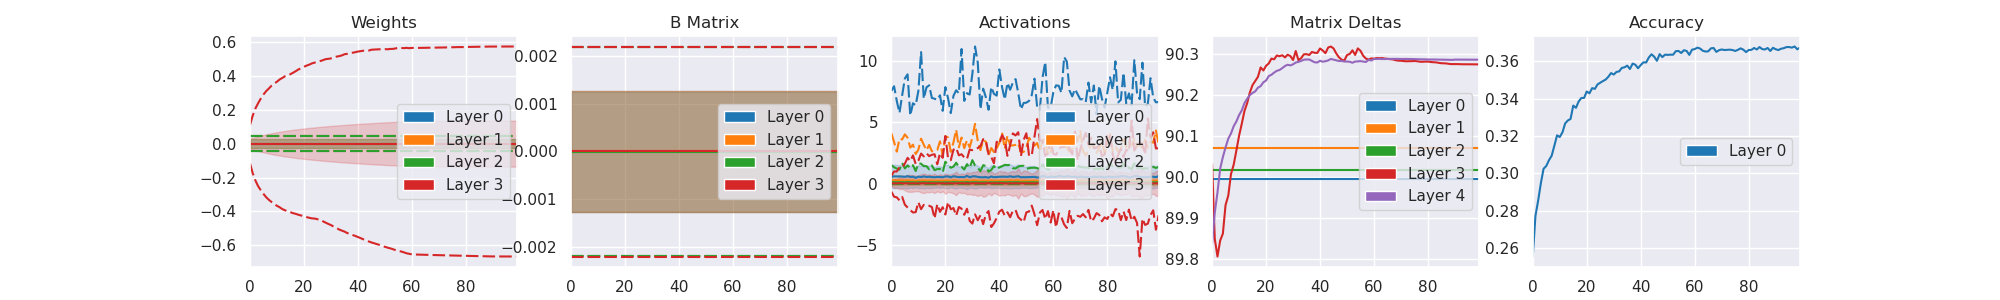 Weights
0.6
0.4
0.2
0.0
−0.2
−0.4
−0.6
0 20 40 60 80
Layer 0
Layer 1
Layer 2
Layer 3
B Matrix
0.002
0.001
0.000
−0.001
−0.002
0 20 40 60 80
Layer 0
Layer 1
Layer 2
Layer 3
Activations
10
5
0
−5
0 20 40 60 80
Layer 0
Layer 1
Layer 2
Layer 3
Matrix Deltas
90.3
90.2
90.1
90.0
89.9
89.8
0 20 40 60 80
Layer 0
Layer 1
Layer 2
Layer 3
Layer 4
Accuracy
0.36
0.34
0.32
0.30
0.28
0.26
0 20 40 60 80
Layer 0